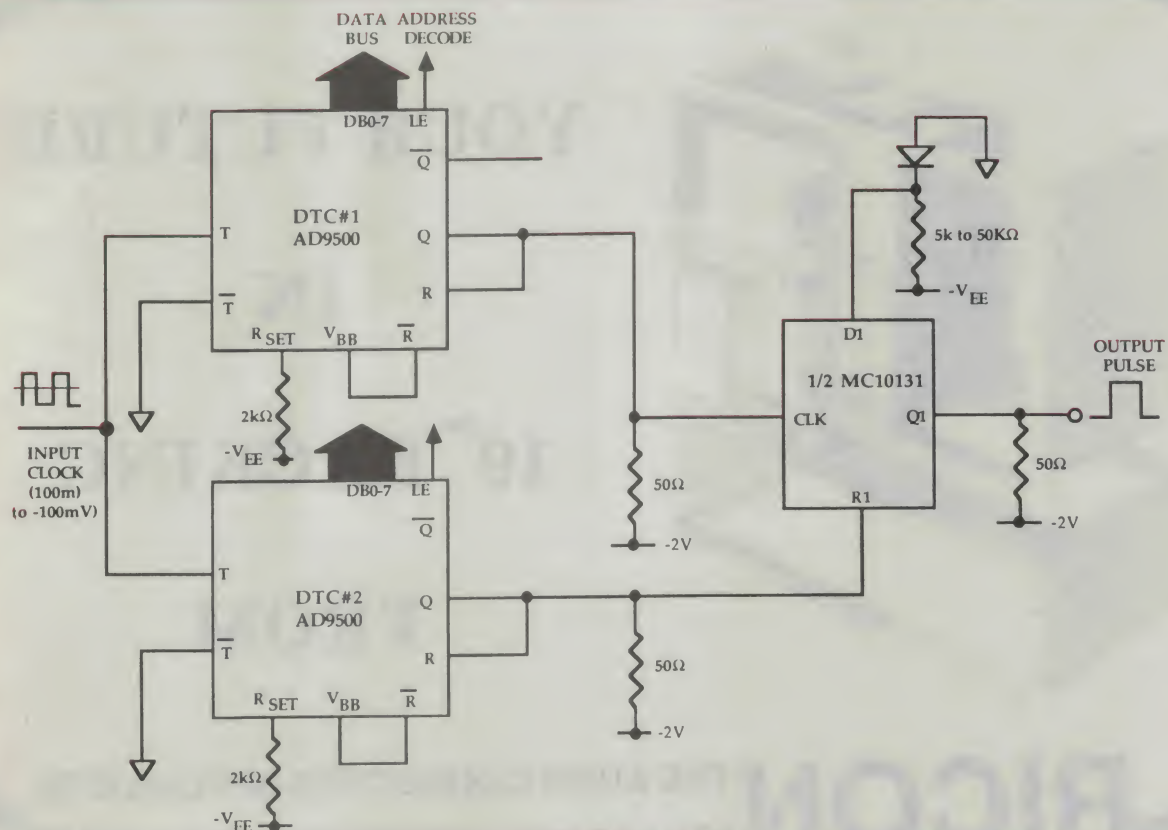 DATA BUS
ADDRESS DECODE
DB0-7
LE
Q
T
DTC#1
AD9500
Q
T
R
R SET
V BB
R
2kΩ
-V EE
INPUT
CLOCK
(100m)
to -100mV)
DB0-7
LE
Q
T
DTC#2
AD9500
Q
T
R
R SET
V BB
R
2kΩ
-V EE
5k to 50KΩ
-V EE
D1
1/2 MC10131
CLK
Q1
R1
OUTPUT
PULSE
50Ω
-2V
50Ω
-2V
50Ω
-2V